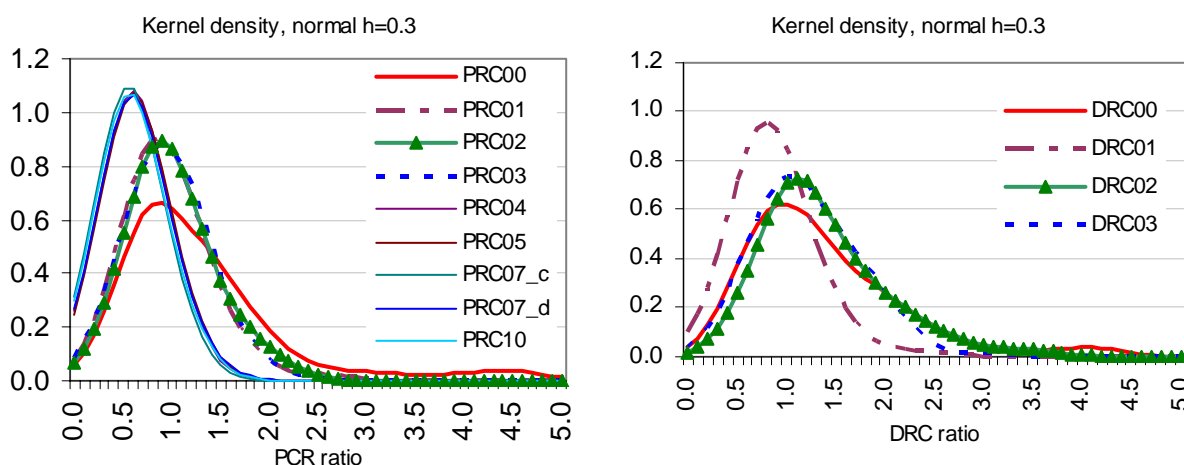 Kernel density, normal h=0.3
1.2
1.0
0.8
0.6
0.4
0.2
0.0
PRC00
PRC01
PRC02
PRC03
PRC04
PRC05
PRC07_c
PRC07_d
PRC10
0.0 0.5 1.0 1.5 2.0 2.5 3.0 3.5 4.0 4.5 5.0
PCR ratio
Kernel density, normal h=0.3
1.2
1.0
0.8
0.6
0.4
0.2
0.0
DRC00
DRC01
DRC02
DRC03
0.0 0.5 1.0 1.5 2.0 2.5 3.0 3.5 4.0 4.5 5.0
DRC ratio